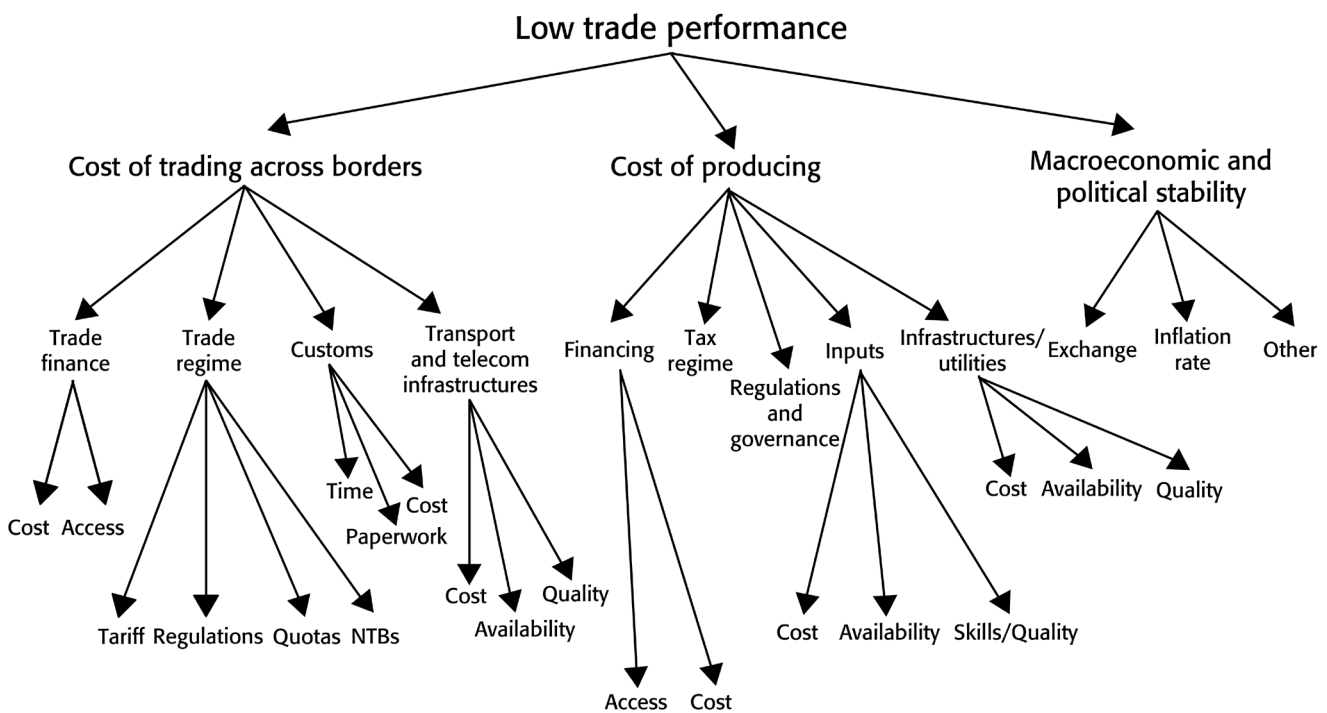 Low trade performance
Cost of trading across borders
Cost of producing
Macroeconomic and
political stability
Trade
finance
Trade
regime
Customs
Transport
and telecom
infrastructures
Financing
Tax
regime
Regulations
and
governance
Inputs
Infrastructures/
utilities
Exchange
Inflation
rate
Other
Cost Access
Tariff Regulations Quotas NTBs
Time
Paperwork
Cost
Cost
Availability
Quality
Access Cost
Cost Availability Skills/Quality
Cost Availability Quality